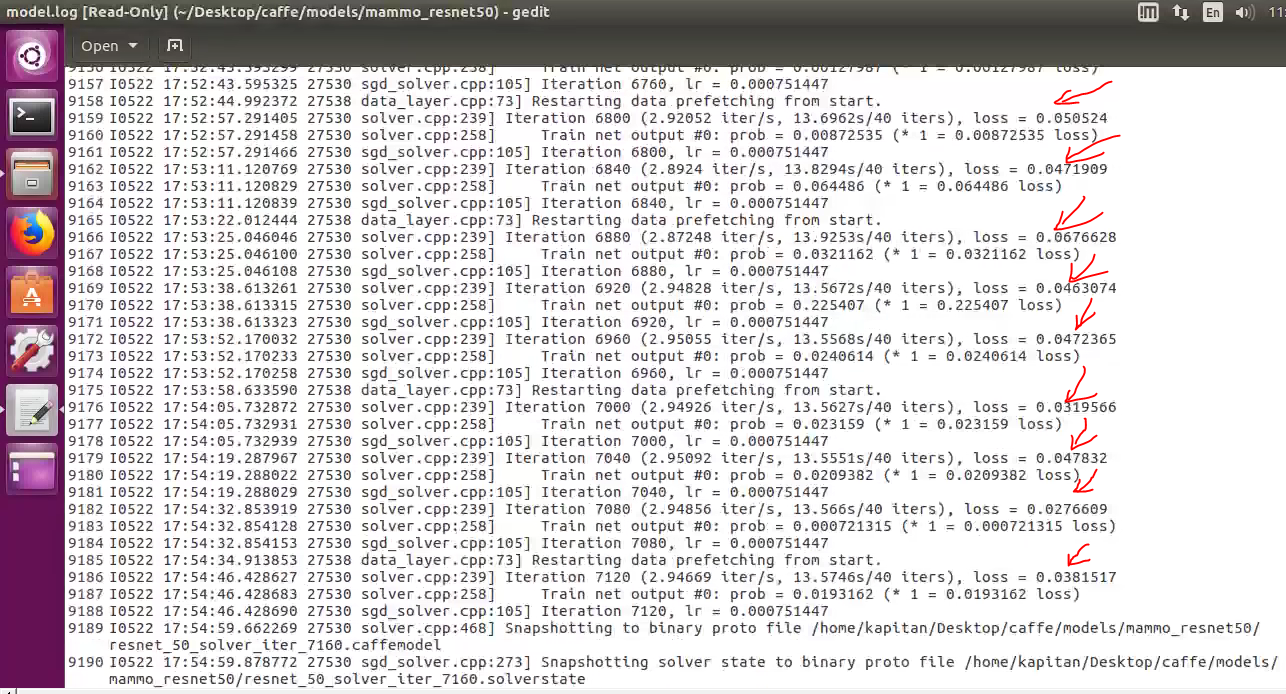 model.log [Read-Only] (~/Desktop/caffe/models/mammo_resnet50) - gedit
En
11:
Open
9156 I0522 17:52:43.595299 27530 solver.cpp:258]     Train net output #0: prob = 0.00127987 (* 1 = 0.00127987 loss)
9157 I0522 17:52:43.595325 27530 sgd_solver.cpp:105] Iteration 6760, lr = 0.000751447
9158 I0522 17:52:44.992372 27538 data_layer.cpp:73] Restarting data prefetching from start.
9159 I0522 17:52:57.291405 27530 solver.cpp:239] Iteration 6800 (2.92052 iter/s, 13.6962s/40 iters), loss = 0.050524
9160 I0522 17:52:57.291458 27530 solver.cpp:258]     Train net output #0: prob = 0.00872535 (* 1 = 0.00872535 loss)
9161 I0522 17:52:57.291466 27530 sgd_solver.cpp:105] Iteration 6800, lr = 0.000751447
9162 I0522 17:53:11.120769 27530 solver.cpp:239] Iteration 6840 (2.8924 iter/s, 13.8294s/40 iters), loss = 0.0471909
9163 I0522 17:53:11.120829 27530 solver.cpp:258]     Train net output #0: prob = 0.064486 (* 1 = 0.064486 loss)
9164 I0522 17:53:11.120839 27530 sgd_solver.cpp:105] Iteration 6840, lr = 0.000751447
9165 I0522 17:53:22.012444 27538 data_layer.cpp:73] Restarting data prefetching from start.
9166 I0522 17:53:25.046046 27530 solver.cpp:239] Iteration 6880 (2.87248 iter/s, 13.9253s/40 iters), loss = 0.0676628
9167 I0522 17:53:25.046100 27530 solver.cpp:258]     Train net output #0: prob = 0.0321162 (* 1 = 0.0321162 loss)
9168 I0522 17:53:25.046108 27530 sgd_solver.cpp:105] Iteration 6880, lr = 0.000751447
9169 I0522 17:53:38.613261 27530 solver.cpp:239] Iteration 6920 (2.94828 iter/s, 13.5672s/40 iters), loss = 0.0463074
9170 I0522 17:53:38.613315 27530 solver.cpp:258]     Train net output #0: prob = 0.225407 (* 1 = 0.225407 loss)
9171 I0522 17:53:38.613323 27530 sgd_solver.cpp:105] Iteration 6920, lr = 0.000751447
9172 I0522 17:53:52.170032 27530 solver.cpp:239] Iteration 6960 (2.95055 iter/s, 13.5568s/40 iters), loss = 0.0472365
9173 I0522 17:53:52.170233 27530 solver.cpp:258]     Train net output #0: prob = 0.0240614 (* 1 = 0.0240614 loss)
9174 I0522 17:53:52.170258 27530 sgd_solver.cpp:105] Iteration 6960, lr = 0.000751447
9175 I0522 17:53:58.633590 27538 data_layer.cpp:73] Restarting data prefetching from start.
9176 I0522 17:54:05.732872 27530 solver.cpp:239] Iteration 7000 (2.94926 iter/s, 13.5627s/40 iters), loss = 0.0319566
9177 I0522 17:54:05.732931 27530 solver.cpp:258]     Train net output #0: prob = 0.023159 (* 1 = 0.023159 loss)
9178 I0522 17:54:05.732939 27530 sgd_solver.cpp:105] Iteration 7000, lr = 0.000751447
9179 I0522 17:54:19.287967 27530 solver.cpp:239] Iteration 7040 (2.95092 iter/s, 13.5551s/40 iters), loss = 0.047832
9180 I0522 17:54:19.288022 27530 solver.cpp:258]     Train net output #0: prob = 0.0209382 (* 1 = 0.0209382 loss)
9181 I0522 17:54:19.288029 27530 sgd_solver.cpp:105] Iteration 7040, lr = 0.000751447
9182 I0522 17:54:32.853919 27530 solver.cpp:239] Iteration 7080 (2.94856 iter/s, 13.566s/40 iters), loss = 0.0276609
9183 I0522 17:54:32.854128 27530 solver.cpp:258]     Train net output #0: prob = 0.000721315 (* 1 = 0.000721315 loss)
9184 I0522 17:54:32.854153 27530 sgd_solver.cpp:105] Iteration 7080, lr = 0.000751447
9185 I0522 17:54:34.913853 27538 data_layer.cpp:73] Restarting data prefetching from start.
9186 I0522 17:54:46.428627 27530 solver.cpp:239] Iteration 7120 (2.94669 iter/s, 13.5746s/40 iters), loss = 0.0381517
9187 I0522 17:54:46.428683 27530 solver.cpp:258]     Train net output #0: prob = 0.0193162 (* 1 = 0.0193162 loss)
9188 I0522 17:54:46.428690 27530 sgd_solver.cpp:105] Iteration 7120, lr = 0.000751447
9189 I0522 17:54:59.662269 27530 solver.cpp:468] Snapshotting to binary proto file /home/kapitan/Desktop/caffe/models/mammo_resnet50/
resnet_50_solver_iter_7160.caffemodel
9190 I0522 17:54:59.878772 27530 sgd_solver.cpp:273] Snapshotting solver state to binary proto file /home/kapitan/Desktop/caffe/models/
mammo_resnet50/resnet_50_solver_iter_7160.solverstate